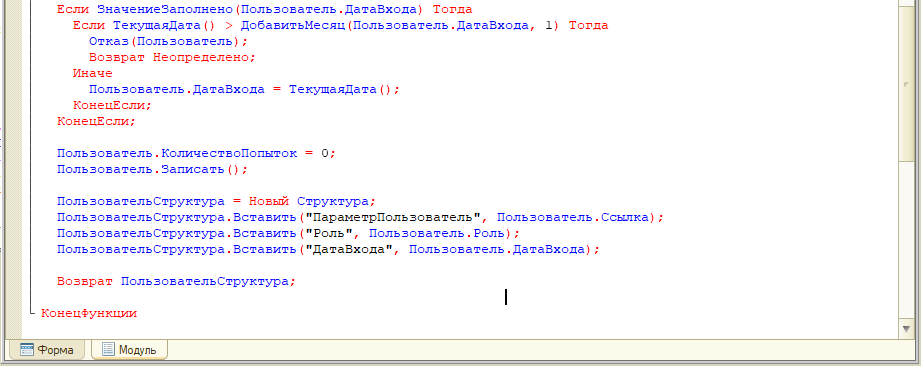 Если ЗначениеЗаполнено(Пользователь.ДатаВхода) Тогда
Если ТекущаяДата() > ДобавитьМесяц(Пользователь.ДатаВхода, 1) Тогда
Отказ(Пользователь);
Возврат Неопределено;
Иначе
Пользователь.ДатаВхода = ТекущаяДата();
КонецЕсли;
КонецЕсли;
Пользователь.КоличествоПопыток = 0;
Пользователь.Записать();
ПользовательСтруктура = Новый Структура;
ПользовательСтруктура.Вставить("ПараметрПользователь", Пользователь.Ссылка);
ПользовательСтруктура.Вставить("Роль", Пользователь.Роль);
ПользовательСтруктура.Вставить("ДатаВхода", Пользователь.ДатаВхода);
Возврат ПользовательСтруктура;
КонецФункции
Форма Модуль